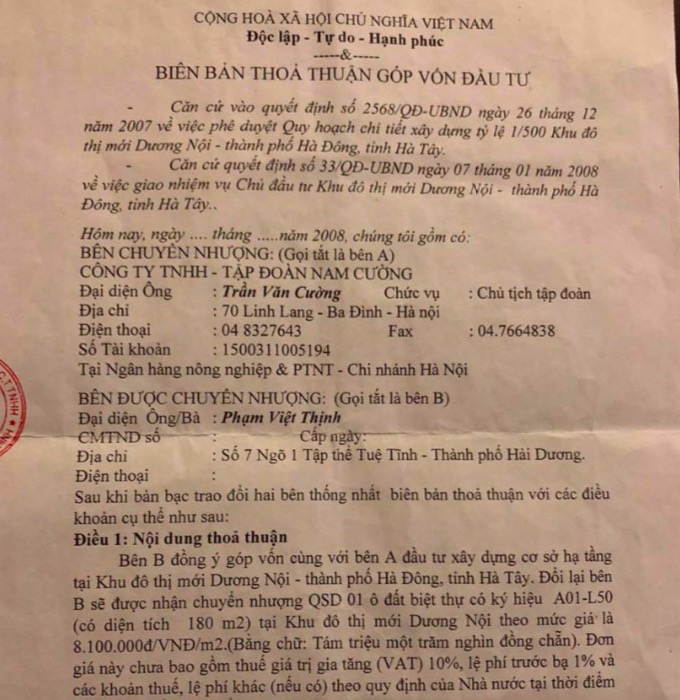 CỘNG HOÀ XÃ HỘI CHỦ NGHĨA VIỆT NAM
Độc lập - Tự do - Hạnh phúc
-----&-----
BIÊN BẢN THOẢ THUẬN GÓP VỐN ĐẦU TƯ
- Căn cứ vào quyết định số 2568/QĐ-UBND ngày 26 tháng 12
năm 2007 về việc phê duyệt Quy hoạch chi tiết xây dựng tỷ lệ 1/500 Khu đô
thị mới Dương Nội - thành phố Hà Đông, tỉnh Hà Tây.
- Căn cứ quyết định số 33/QĐ-UBND ngày 07 tháng 01 năm 2008
về việc giao nhiệm vụ Chủ đầu tư Khu đô thị mới Dương Nội - thành phố Hà
Đông, tỉnh Hà Tây..
Hôm nay, ngày .... tháng .....năm 2008, chúng tôi gồm có:
BÊN CHUYỂN NHƯỢNG: (Gọi tắt là bên A)
CÔNG TY TNHH - TẬP ĐOÀN NAM CƯỜNG
Đại diện Ông : Trần Văn Cường Chức vụ : Chủ tịch tập đoàn
Địa chỉ : 70 Linh Lang - Ba Đình - Hà nội
Điện thoại : 04 8327643 Fax : 04.7664838
Số Tài khoản : 1500311005194
Tại Ngân hàng nông nghiệp & PTNT - Chi nhánh Hà Nội
BÊN ĐƯỢC CHUYỂN NHƯỢNG: (Gọi tắt là bên B)
Đại diện Ông/Bà : Phạm Việt Thịnh
CMTND số : Cấp ngày:
Địa chỉ : Số 7 Ngõ 1 Tập thể Tuệ Tĩnh - Thành phố Hải Dương.
Điện thoại :
Sau khi bàn bạc trao đổi hai bên thống nhất biên bản thoả thuận với các điều
khoản cụ thể như sau:
Điều 1: Nội dung thoả thuận
Bên B đồng ý góp vốn cùng với bên A đầu tư xây dựng cơ sở hạ tầng
tại Khu đô thị mới Dương Nội - thành phố Hà Đông, tỉnh Hà Tây. Đổi lại bên
B sẽ được nhận chuyển nhượng QSD 01 ô đất biệt thự có ký hiệu A01-L50
(có diện tích 180 m2) tại Khu đô thị mới Dương Nội theo mức giá là
8.100.000đ/VNĐ/m2.(Bằng chữ: Tám triệu một trăm nghìn đồng chẵn). Đơn
giá này chưa bao gồm thuế giá trị gia tăng (VAT) 10%, lệ phí trước bạ 1% và
các khoản thuế, lệ phí khác (nếu có) theo quy định của Nhà nước tại thời điểm